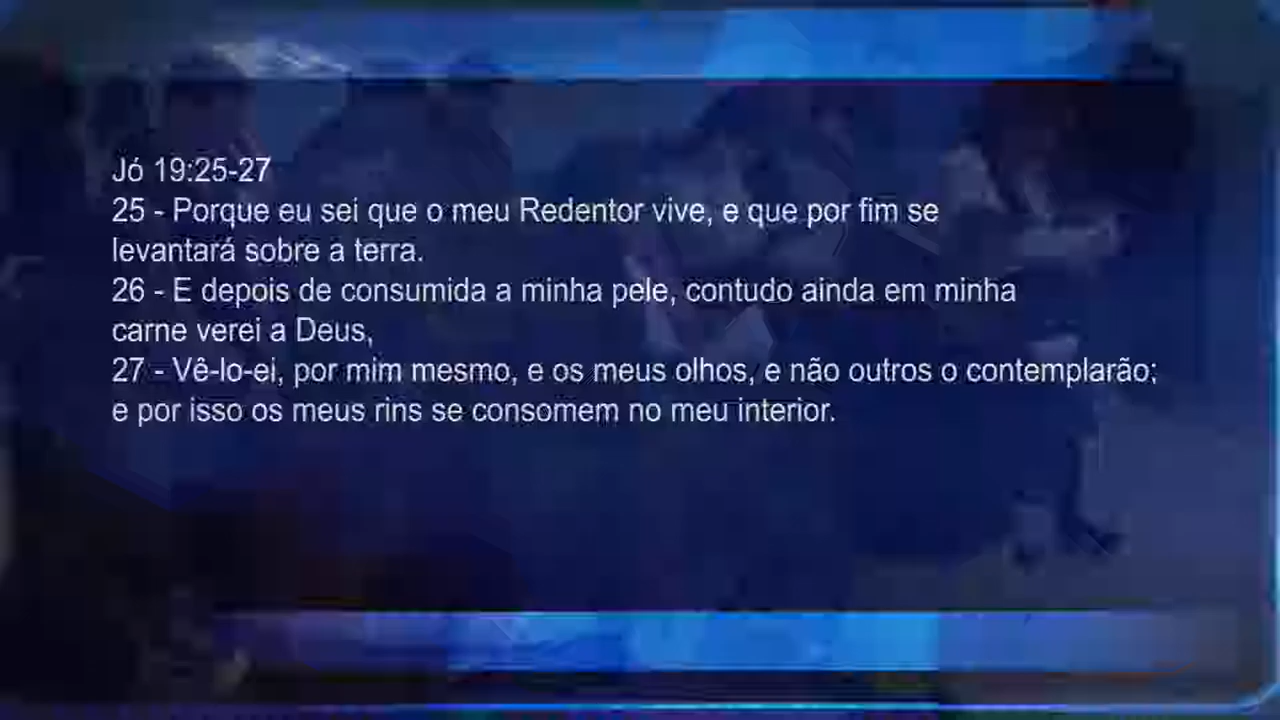 Jó 19:25-27
25 - Porque eu sei que o meu Redentor vive, e que por fim se
levantará sobre a terra.
26 - E depois de consumida a minha pele, contudo ainda em minha
carne verei a Deus,
27 - Vê-lo-ei, por mim mesmo, e os meus olhos, e não outros o contemplarão;
e por isso os meus rins se consomem no meu interior.